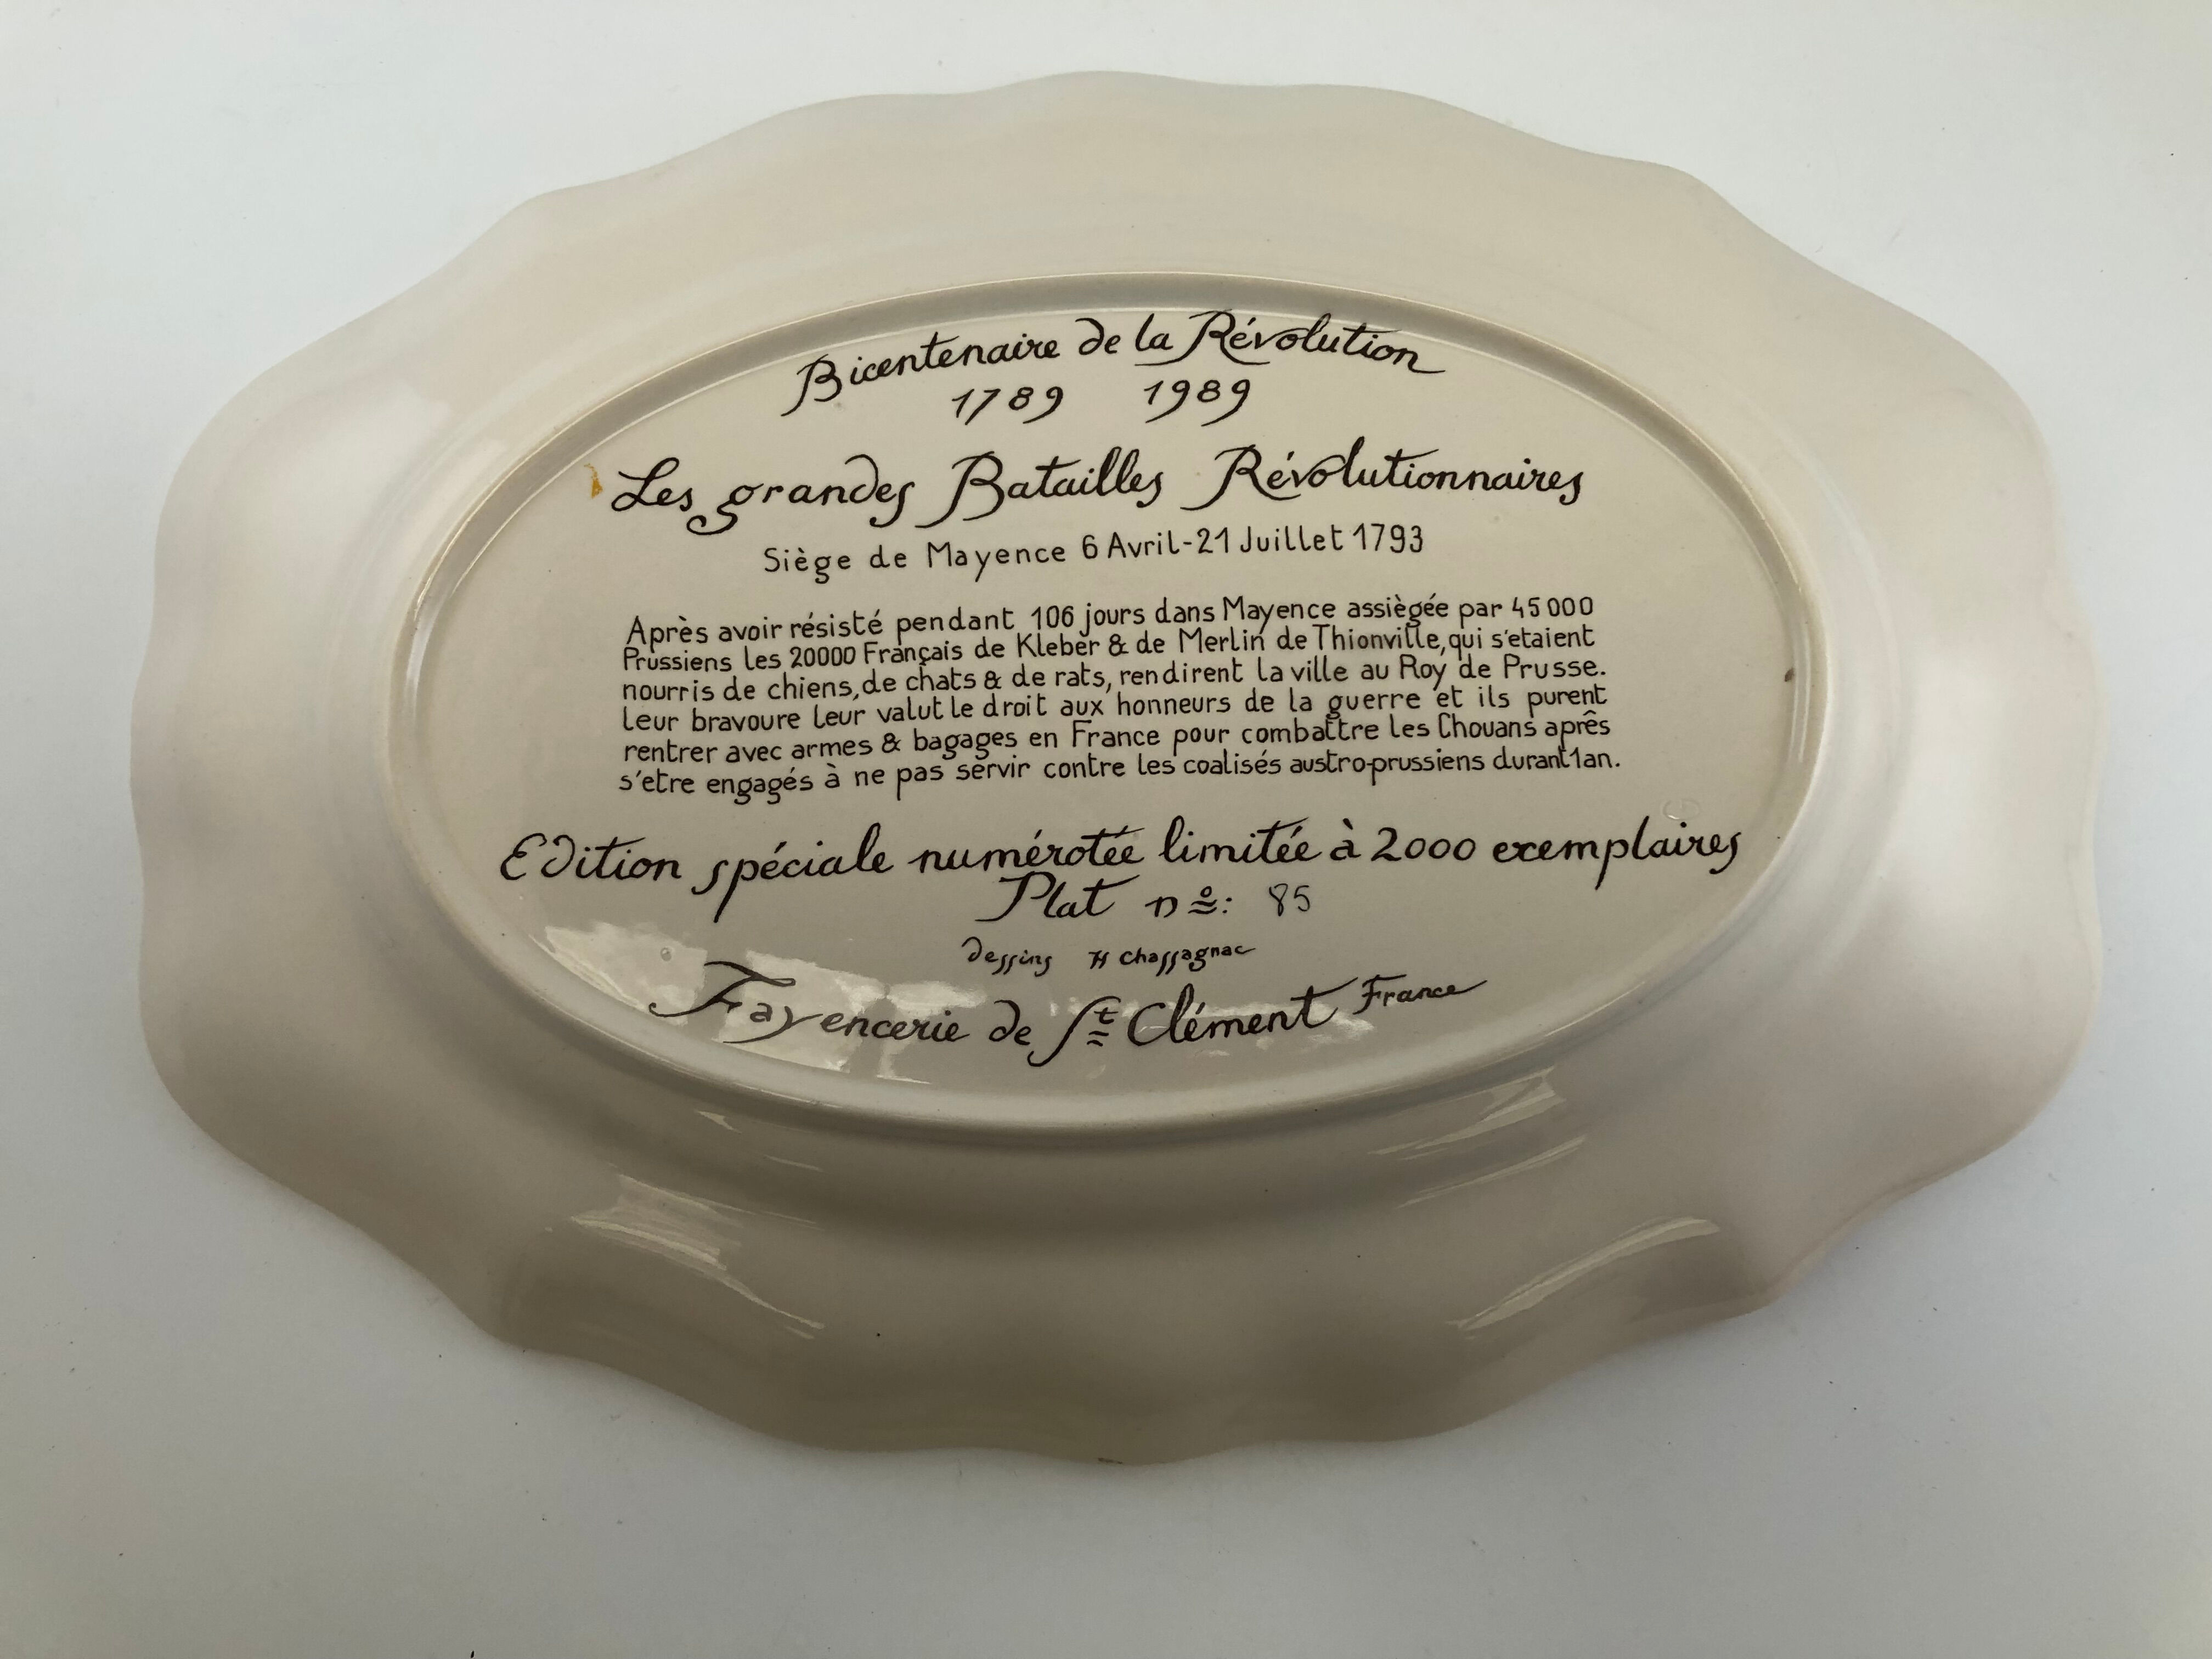 Bicentenaire de la Révolution
1789 1989
Les grandes Batailles Révolutionnaires
Siège de Mayence 6 Avril-21 Juillet 1793
Après avoir résisté pendant 106 jours dans Mayence assiègée par 45000
Prussiens les 20000 Français de Kleber & de Merlin de Thionville, qui s'etaient
nourris de chiens, de chats & de rats, rendirent la ville au Roy de Prusse.
leur bravoure leur valut le droit aux honneurs de la guerre et ils purent
rentrer avec armes & bagages en France pour combattre les Chouans après
s'etre engagés à ne pas servir contre les coalisés austro-prussiens durant 1 an.
Edition spéciale numérotée limitée à 2000 exemplaires
Plat nº: 85
dessins H Chassagnac
Fayencerie de St Clément France